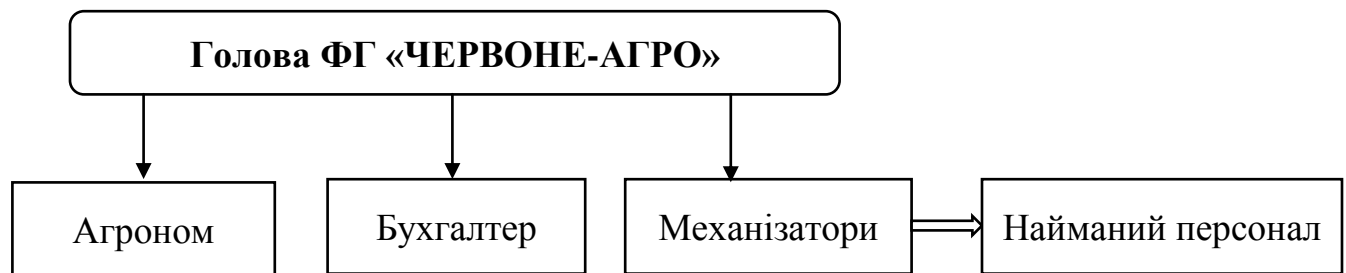 Голова ФГ «ЧЕРВОНЕ-АГРО»
Агроном
Бухгалтер
Механізатори
Найманий персонал